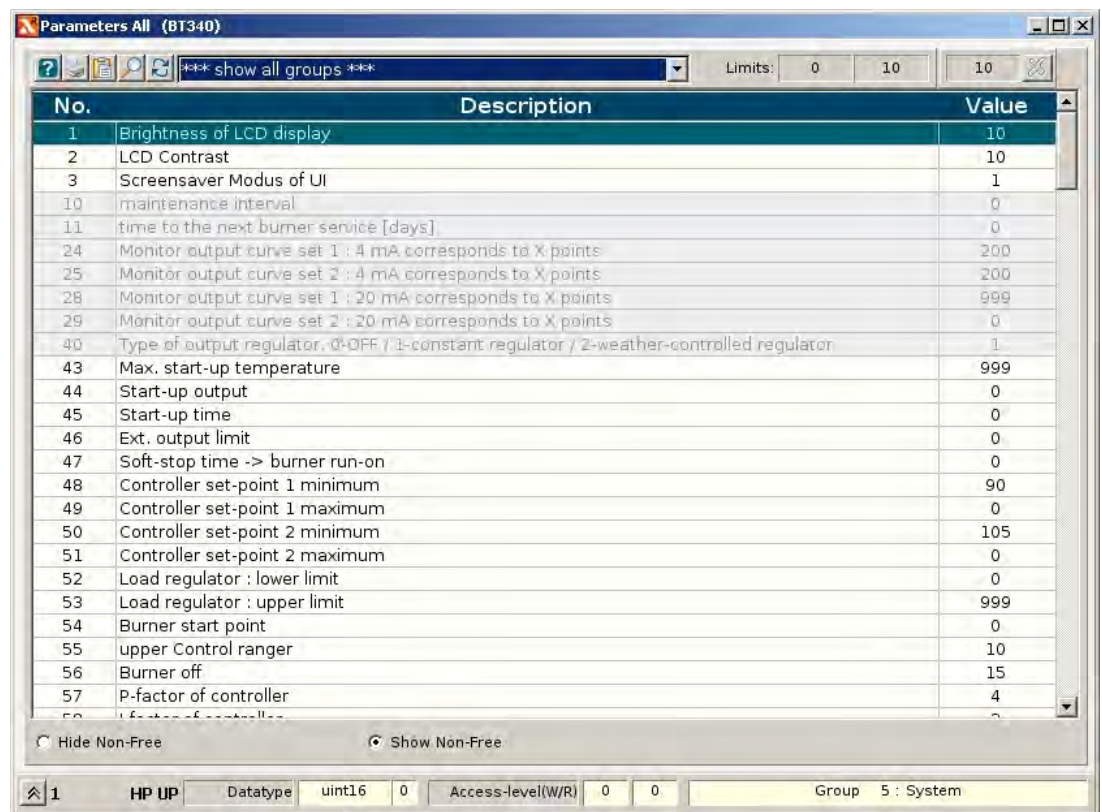 Parameters All (BT340)
*** show all groups *** Limits: 0 10 10
No. Description Value
1 Brightness of LCD display 10
2 LCD Contrast 10
3 Screensaver Modus of UI 1
10 maintenance interval 0
11 time to the next burner service [days] 0
24 Monitor output curve set 1 : 4 mA corresponds to X points 200
25 Monitor output curve set 2 : 4 mA corresponds to X points 200
28 Monitor output curve set 1 : 20 mA corresponds to X points 999
29 Monitor output curve set 2 : 20 mA corresponds to X points 0
40 Type of output regulator, 0-OFF / 1-constant regulator / 2-weather-controlled regulator 1
43 Max. start-up temperature 999
44 Start-up output 0
45 Start-up time 0
46 Ext. output limit 0
47 Soft-stop time -> burner run-on 0
48 Controller set-point 1 minimum 90
49 Controller set-point 1 maximum 0
50 Controller set-point 2 minimum 105
51 Controller set-point 2 maximum 0
52 Load regulator : lower limit 0
53 Load regulator : upper limit 999
54 Burner start point 0
55 upper Control ranger 10
56 Burner off 15
57 P-factor of controller 4
Hide Non-Free Show Non-Free
1 HP UP Datatype uint16 0 Access-level(W/R) 0 0 Group 5 : System